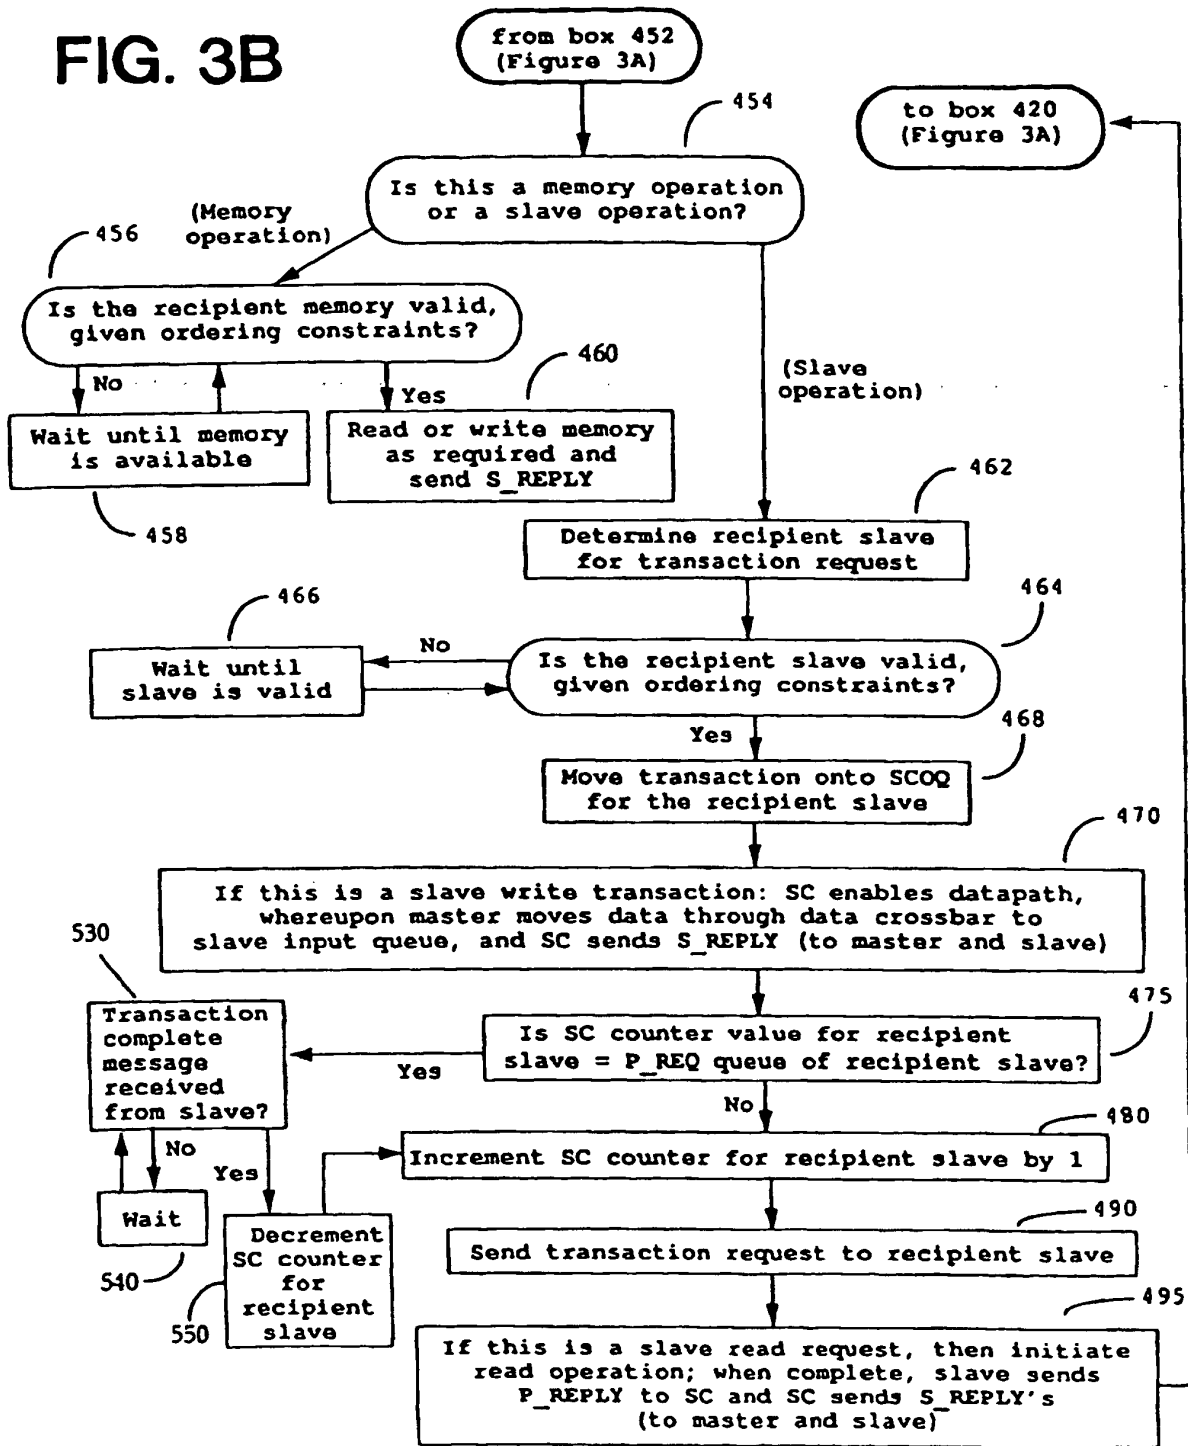 FIG. 3B
from box 452
(Figure 3A)
454
to box 420
(Figure 3A)
Is this a memory operation
or a slave operation?
(Memory
operation)
456
Is the recipient memory valid,
given ordering constraints?
460
(Slave
operation)
No
Yes
Wait until memory
is available
Read or write memory
as required and
send S_REPLY
458
462
Determine recipient slave
for transaction request
464
466
No
Wait until
slave is valid
Is the recipient slave valid,
given ordering constraints?
Yes
468
Move transaction onto SCOQ
for the recipient slave
470
If this is a slave write transaction: SC enables datapath,
whereupon master moves data through data crossbar to
slave input queue, and SC sends S_REPLY (to master and slave)
530
475
Transaction
complete
message
received
from slave?
Is SC counter value for recipient
slave = P_REQ queue of recipient slave?
Yes
No
480
No
Yes
Increment SC counter for recipient slave by 1
Wait
540
490
Decrement
SC counter
for
recipient
slave
550
Send transaction request to recipient slave
495
If this is a slave read request, then initiate
read operation; when complete, slave sends
P_REPLY to SC and SC sends S_REPLY's
(to master and slave)